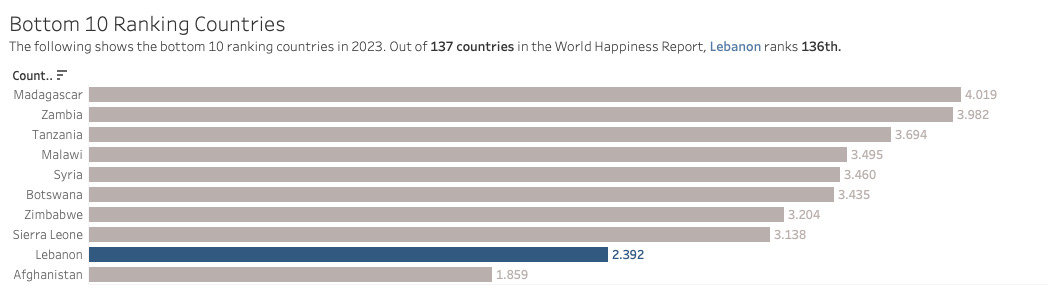 Bottom 10 Ranking Countries
The following shows the bottom 10 ranking countries in 2023. Out of 137 countries in the World Happiness Report, Lebanon ranks 136th.
Count..
Madagascar 4.019
Zambia 3.982
Tanzania 3.694
Malawi 3.495
Syria 3.460
Botswana 3.435
Zimbabwe 3.204
Sierra Leone 3.138
Lebanon 2.392
Afghanistan 1.859